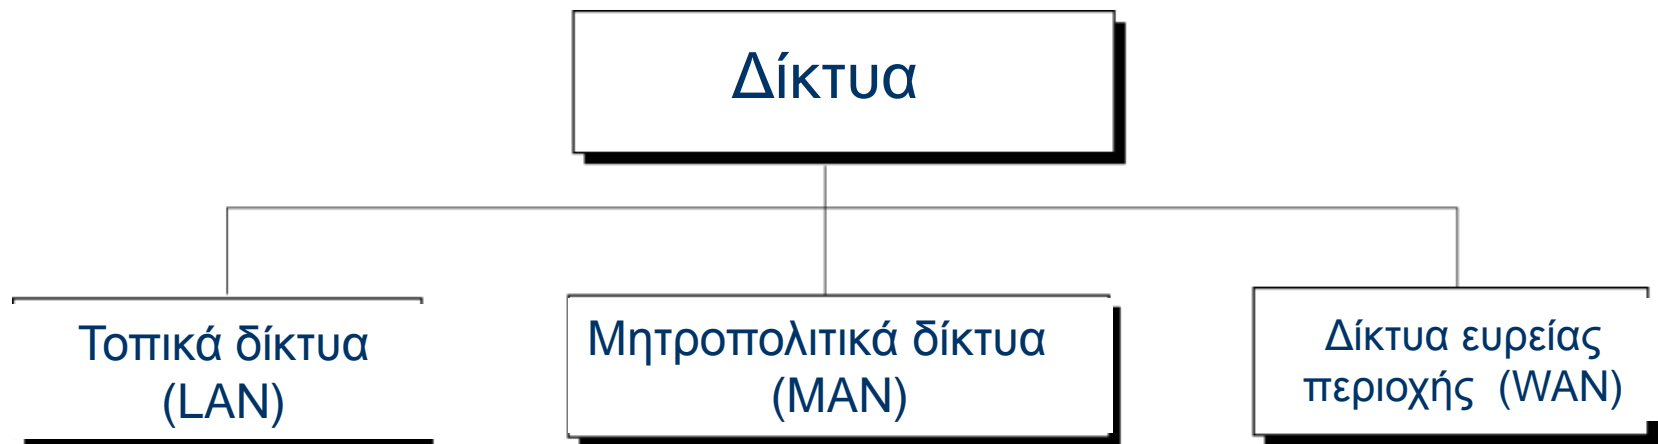 Δίκτυα
Τοπικά δίκτυα
(LAN)
Μητροπολιτικά δίκτυα
(MAN)
Δίκτυα ευρείας
περιοχής (WAN)